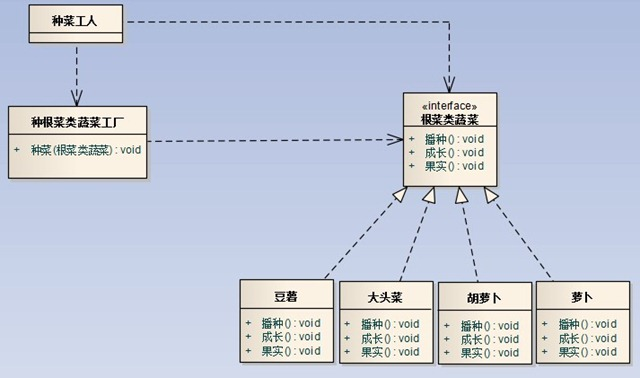 种菜工人
«interface»
根菜类蔬菜
+ 播种() : void
+ 成长() : void
+ 果实() : void
种根菜类蔬菜工厂
+ 种菜(根菜类蔬菜) : void
豆薯
+ 播种() : void
+ 成长() : void
+ 果实() : void
大头菜
+ 播种() : void
+ 成长() : void
+ 果实() : void
胡萝卜
+ 播种() : void
+ 成长() : void
+ 果实() : void
萝卜
+ 播种() : void
+ 成长() : void
+ 果实() : void